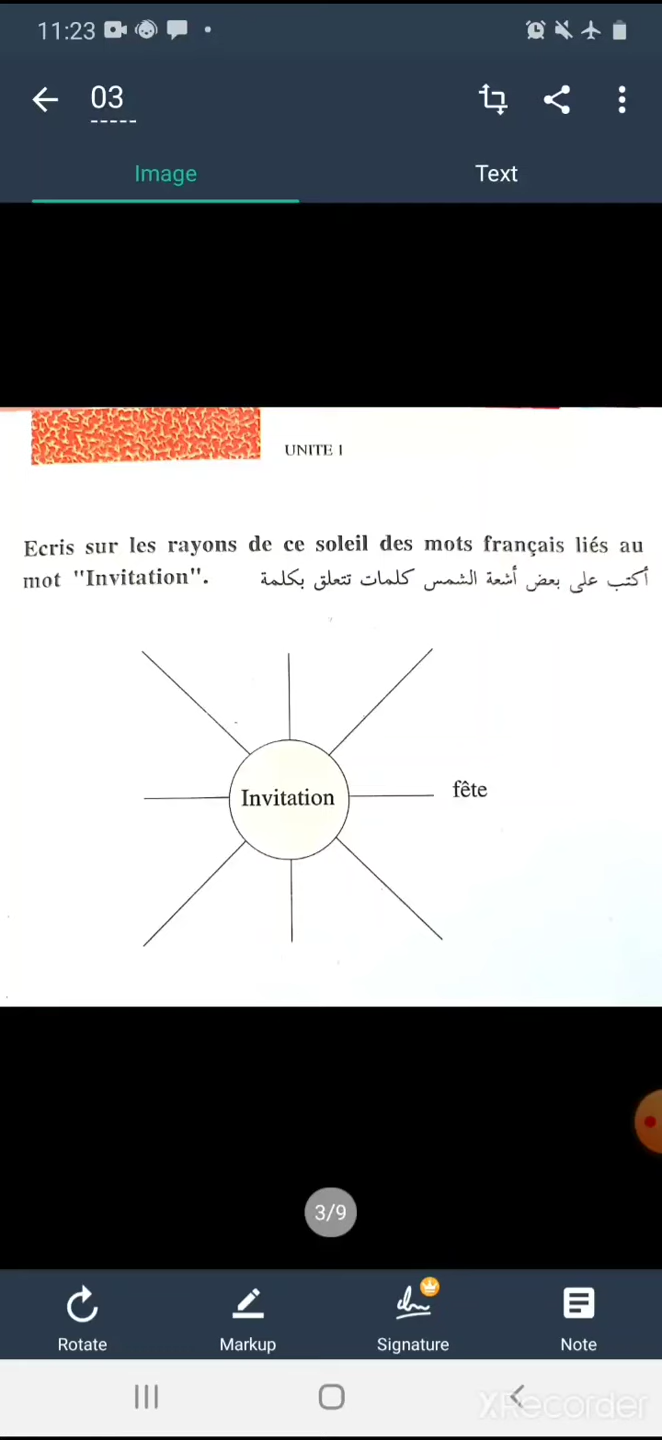 11:23
03
Image Text
UNITE 1
Ecris sur les rayons de ce soleil des mots français liés au
mot "Invitation". أكتب على بعض أشعة الشمس كلمات تتعلق بكلمة
Invitation
fête
3/9
Rotate Markup Signature Note
XRecorder